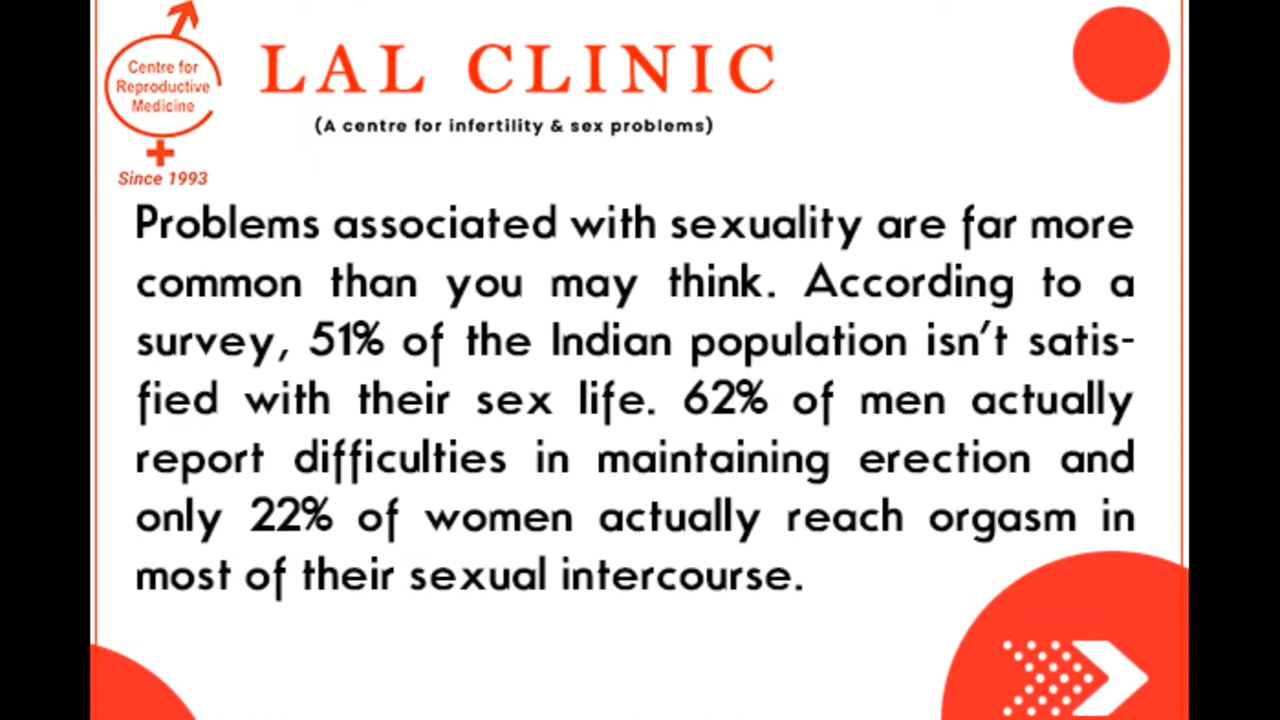 Centre for
Reproductive
Medicine
Since 1993
LAL CLINIC
(A centre for infertility & sex problems)
Problems associated with sexuality are far more
common than you may think. According to a
survey, 51% of the Indian population isn't satis-
fied with their sex life. 62% of men actually
report difficulties in maintaining erection and
only 22% of women actually reach orgasm in
most of their sexual intercourse.